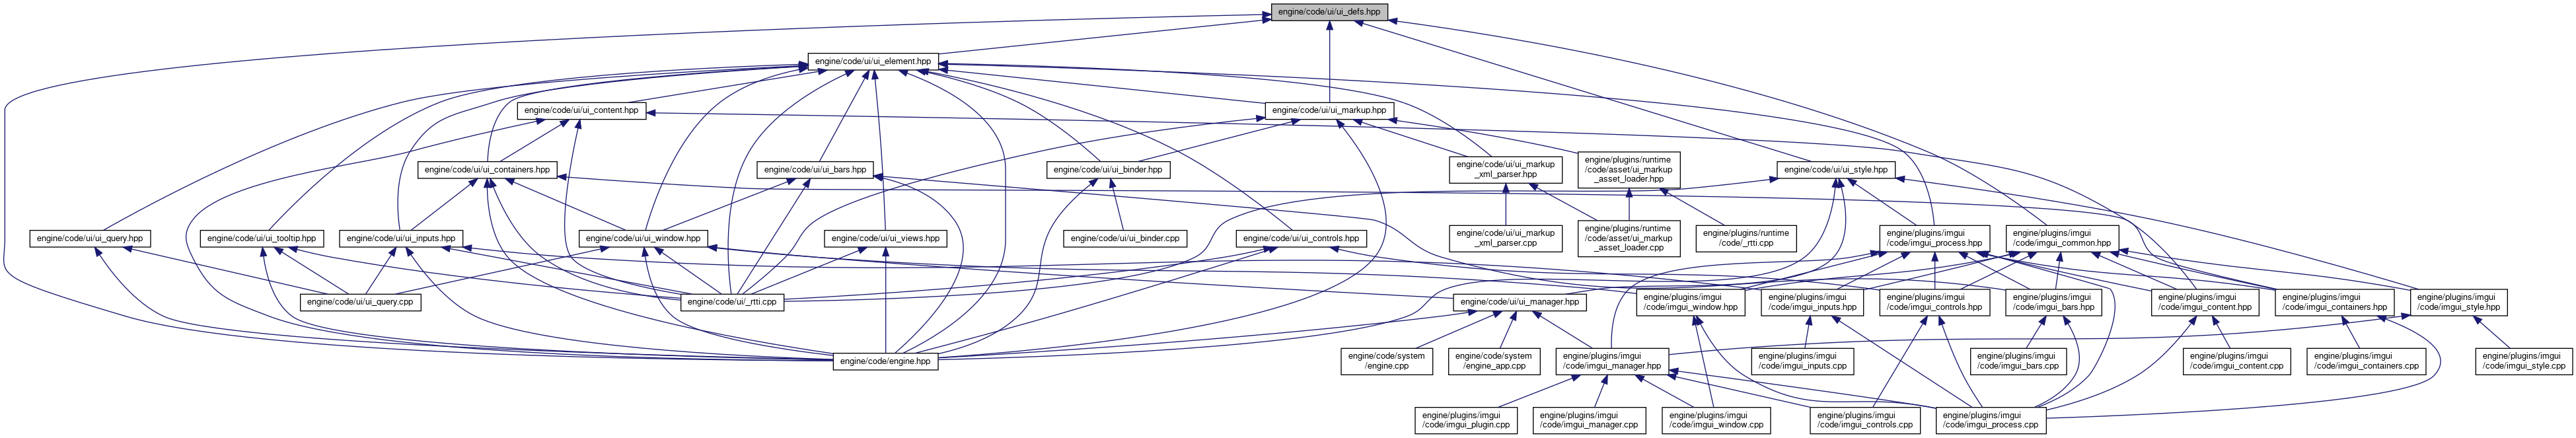 engine/code/ui/ui_defs.hpp
engine/code/ui/ui_element.hpp
engine/code/ui/ui_content.hpp
engine/code/ui/ui_markup.hpp
engine/code/ui/ui_containers.hpp
engine/code/ui/ui_bars.hpp
engine/code/ui/ui_binder.hpp
engine/code/ui/ui_markup
_xml_parser.hpp
engine/plugins/runtime
/code/asset/ui_markup
_asset_loader.hpp
engine/code/ui/ui_style.hpp
engine/code/ui/ui_query.hpp
engine/code/ui/ui_tooltip.hpp
engine/code/ui/ui_inputs.hpp
engine/code/ui/ui_window.hpp
engine/code/ui/ui_views.hpp
engine/code/ui/ui_binder.cpp
engine/code/ui/ui_controls.hpp
engine/code/ui/ui_markup
_xml_parser.cpp
engine/plugins/runtime
/code/asset/ui_markup
_asset_loader.cpp
engine/plugins/runtime
/code/_rtti.cpp
engine/plugins/imgui
/code/imgui_process.hpp
engine/plugins/imgui
/code/imgui_common.hpp
engine/code/ui/ui_query.cpp
engine/code/ui/_rtti.cpp
engine/code/ui/ui_manager.hpp
engine/plugins/imgui
/code/imgui_window.hpp
engine/plugins/imgui
/code/imgui_inputs.hpp
engine/plugins/imgui
/code/imgui_controls.hpp
engine/plugins/imgui
/code/imgui_bars.hpp
engine/plugins/imgui
/code/imgui_content.hpp
engine/plugins/imgui
/code/imgui_containers.hpp
engine/plugins/imgui
/code/imgui_style.hpp
engine/code/engine.hpp
engine/code/system
/engine.cpp
engine/code/system
/engine_app.cpp
engine/plugins/imgui
/code/imgui_manager.hpp
engine/plugins/imgui
/code/imgui_inputs.cpp
engine/plugins/imgui
/code/imgui_bars.cpp
engine/plugins/imgui
/code/imgui_content.cpp
engine/plugins/imgui
/code/imgui_containers.cpp
engine/plugins/imgui
/code/imgui_style.cpp
engine/plugins/imgui
/code/imgui_plugin.cpp
engine/plugins/imgui
/code/imgui_manager.cpp
engine/plugins/imgui
/code/imgui_window.cpp
engine/plugins/imgui
/code/imgui_controls.cpp
engine/plugins/imgui
/code/imgui_process.cpp